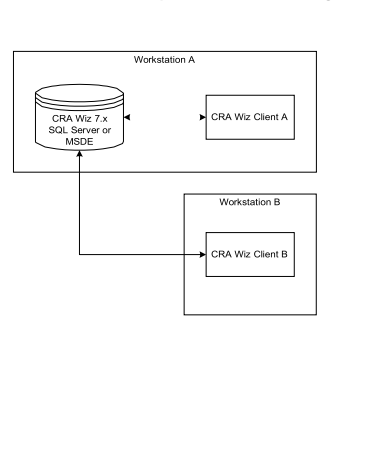 Workstation A
CRA Wiz 7.x
SQL Server or
MSDE
CRA Wiz Client A
Workstation B
CRA Wiz Client B